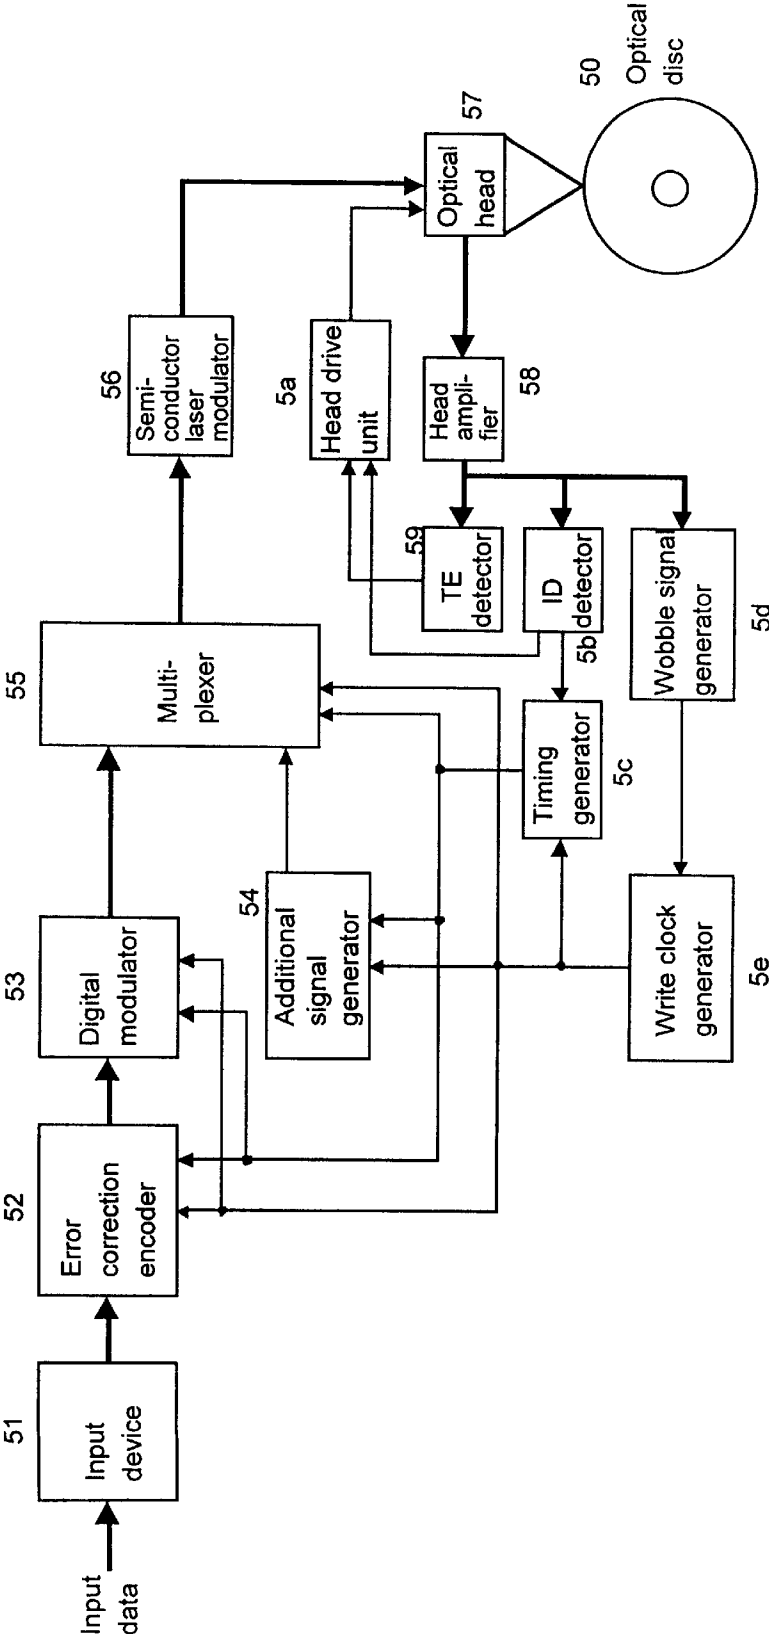 Input
data
51
Input
device
52
Error
correction
encoder
53
Digital
modulator
54
Additional
signal
generator
55
Multi-
plexer
56
Semi-
conductor
laser
modulator
5a
Head drive
unit
57
Optical
head
50
Optical
disc
58
Head
ampli-
fier
59
TE
detector
5b
ID
detector
5c
Timing
generator
5d
Wobble signal
generator
5e
Write clock
generator